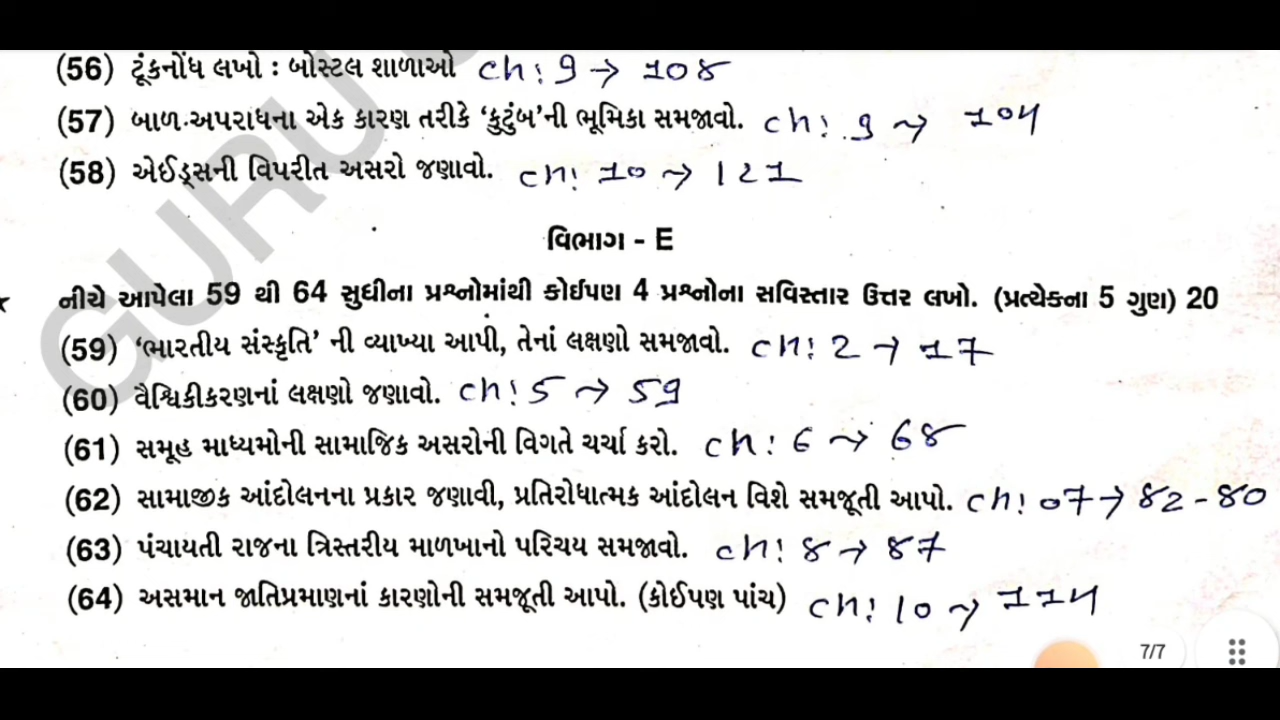 (56) ટૂંકનોંધ લખો : બોસ્ટલ શાળાઓ ch: 9 → 108
(57) બાળ-અપરાધના એક કારણ તરીકે ‘કુટુંબ’ની ભૂમિકા સમજાવો. ch: 9 → 104
(58) એઈડ્સની વિપરીત અસરો જણાવો. ch: 10 → 121
વિભાગ - E
નીચે આપેલા 59 થી 64 સુધીના પ્રશ્નોમાંથી કોઈપણ 4 પ્રશ્નોના સવિસ્તાર ઉત્તર લખો. (પ્રત્યેકના 5 ગુણ) 20
(59) ‘ભારતીય સંસ્કૃતિ’ ની વ્યાખ્યા આપી, તેનાં લક્ષણો સમજાવો. ch: 2 → 17
(60) વૈશ્વિકીકરણનાં લક્ષણો જણાવો. ch: 5 → 59
(61) સમૂહ માધ્યમોની સામાજિક અસરોની વિગતે ચર્ચા કરો. ch: 6 → 68
(62) સામાજીક આંદોલનના પ્રકાર જણાવી, પ્રતિરોધાત્મક આંદોલન વિશે સમજૂતી આપો. ch: 07 → 82 - 80
(63) પંચાયતી રાજના ત્રિસ્તરીય માળખાનો પરિચય સમજાવો. ch: 8 → 87
(64) અસમાન જાતિપ્રમાણનાં કારણોની સમજૂતી આપો. (કોઈપણ પાંચ) ch: 10 → 114
7/7
GURU